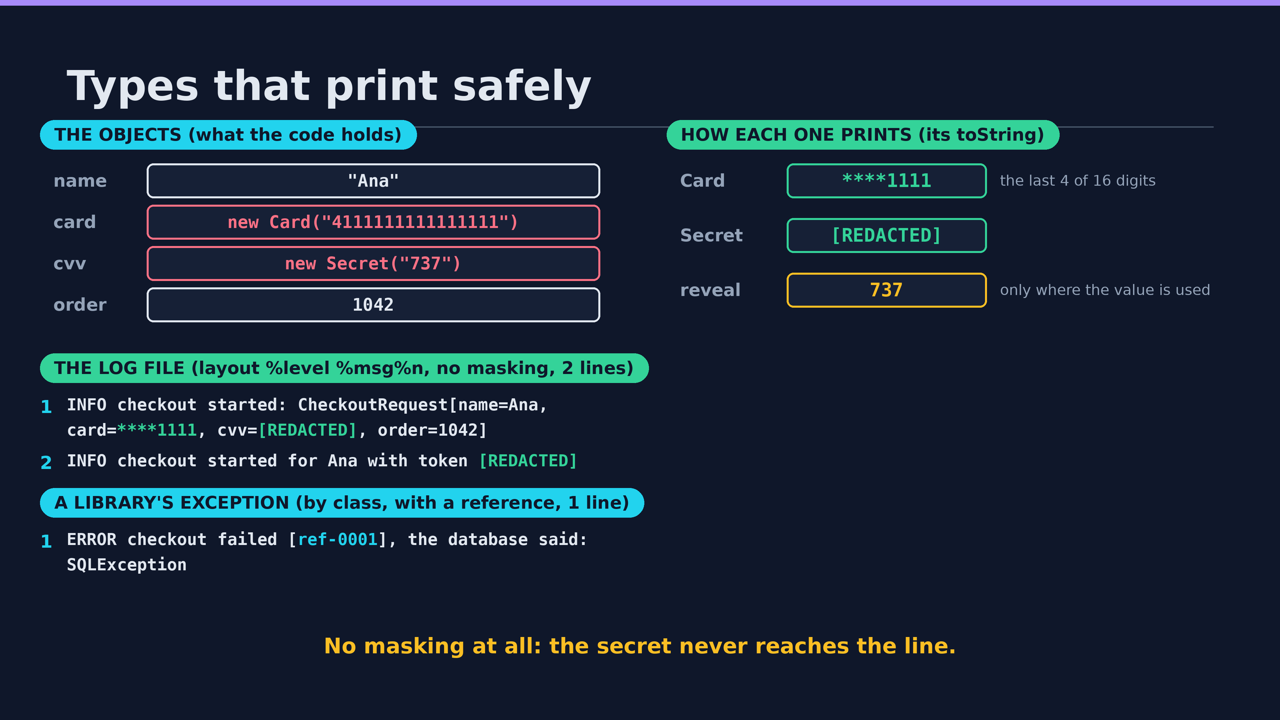 Types that print safely
THE OBJECTS (what the code holds)
name
"Ana"
card
new Card("4111111111111111")
cvv
new Secret("737")
order
1042
HOW EACH ONE PRINTS (its toString)
Card
****1111
the last 4 of 16 digits
Secret
[REDACTED]
reveal
737
only where the value is used
THE LOG FILE (layout %level %msg%n, no masking, 2 lines)
1 INFO checkout started: CheckoutRequest[name=Ana,
card=****1111, cvv=[REDACTED], order=1042]
2 INFO checkout started for Ana with token [REDACTED]
A LIBRARY'S EXCEPTION (by class, with a reference, 1 line)
1 ERROR checkout failed [ref-0001], the database said:
SQLException
No masking at all: the secret never reaches the line.